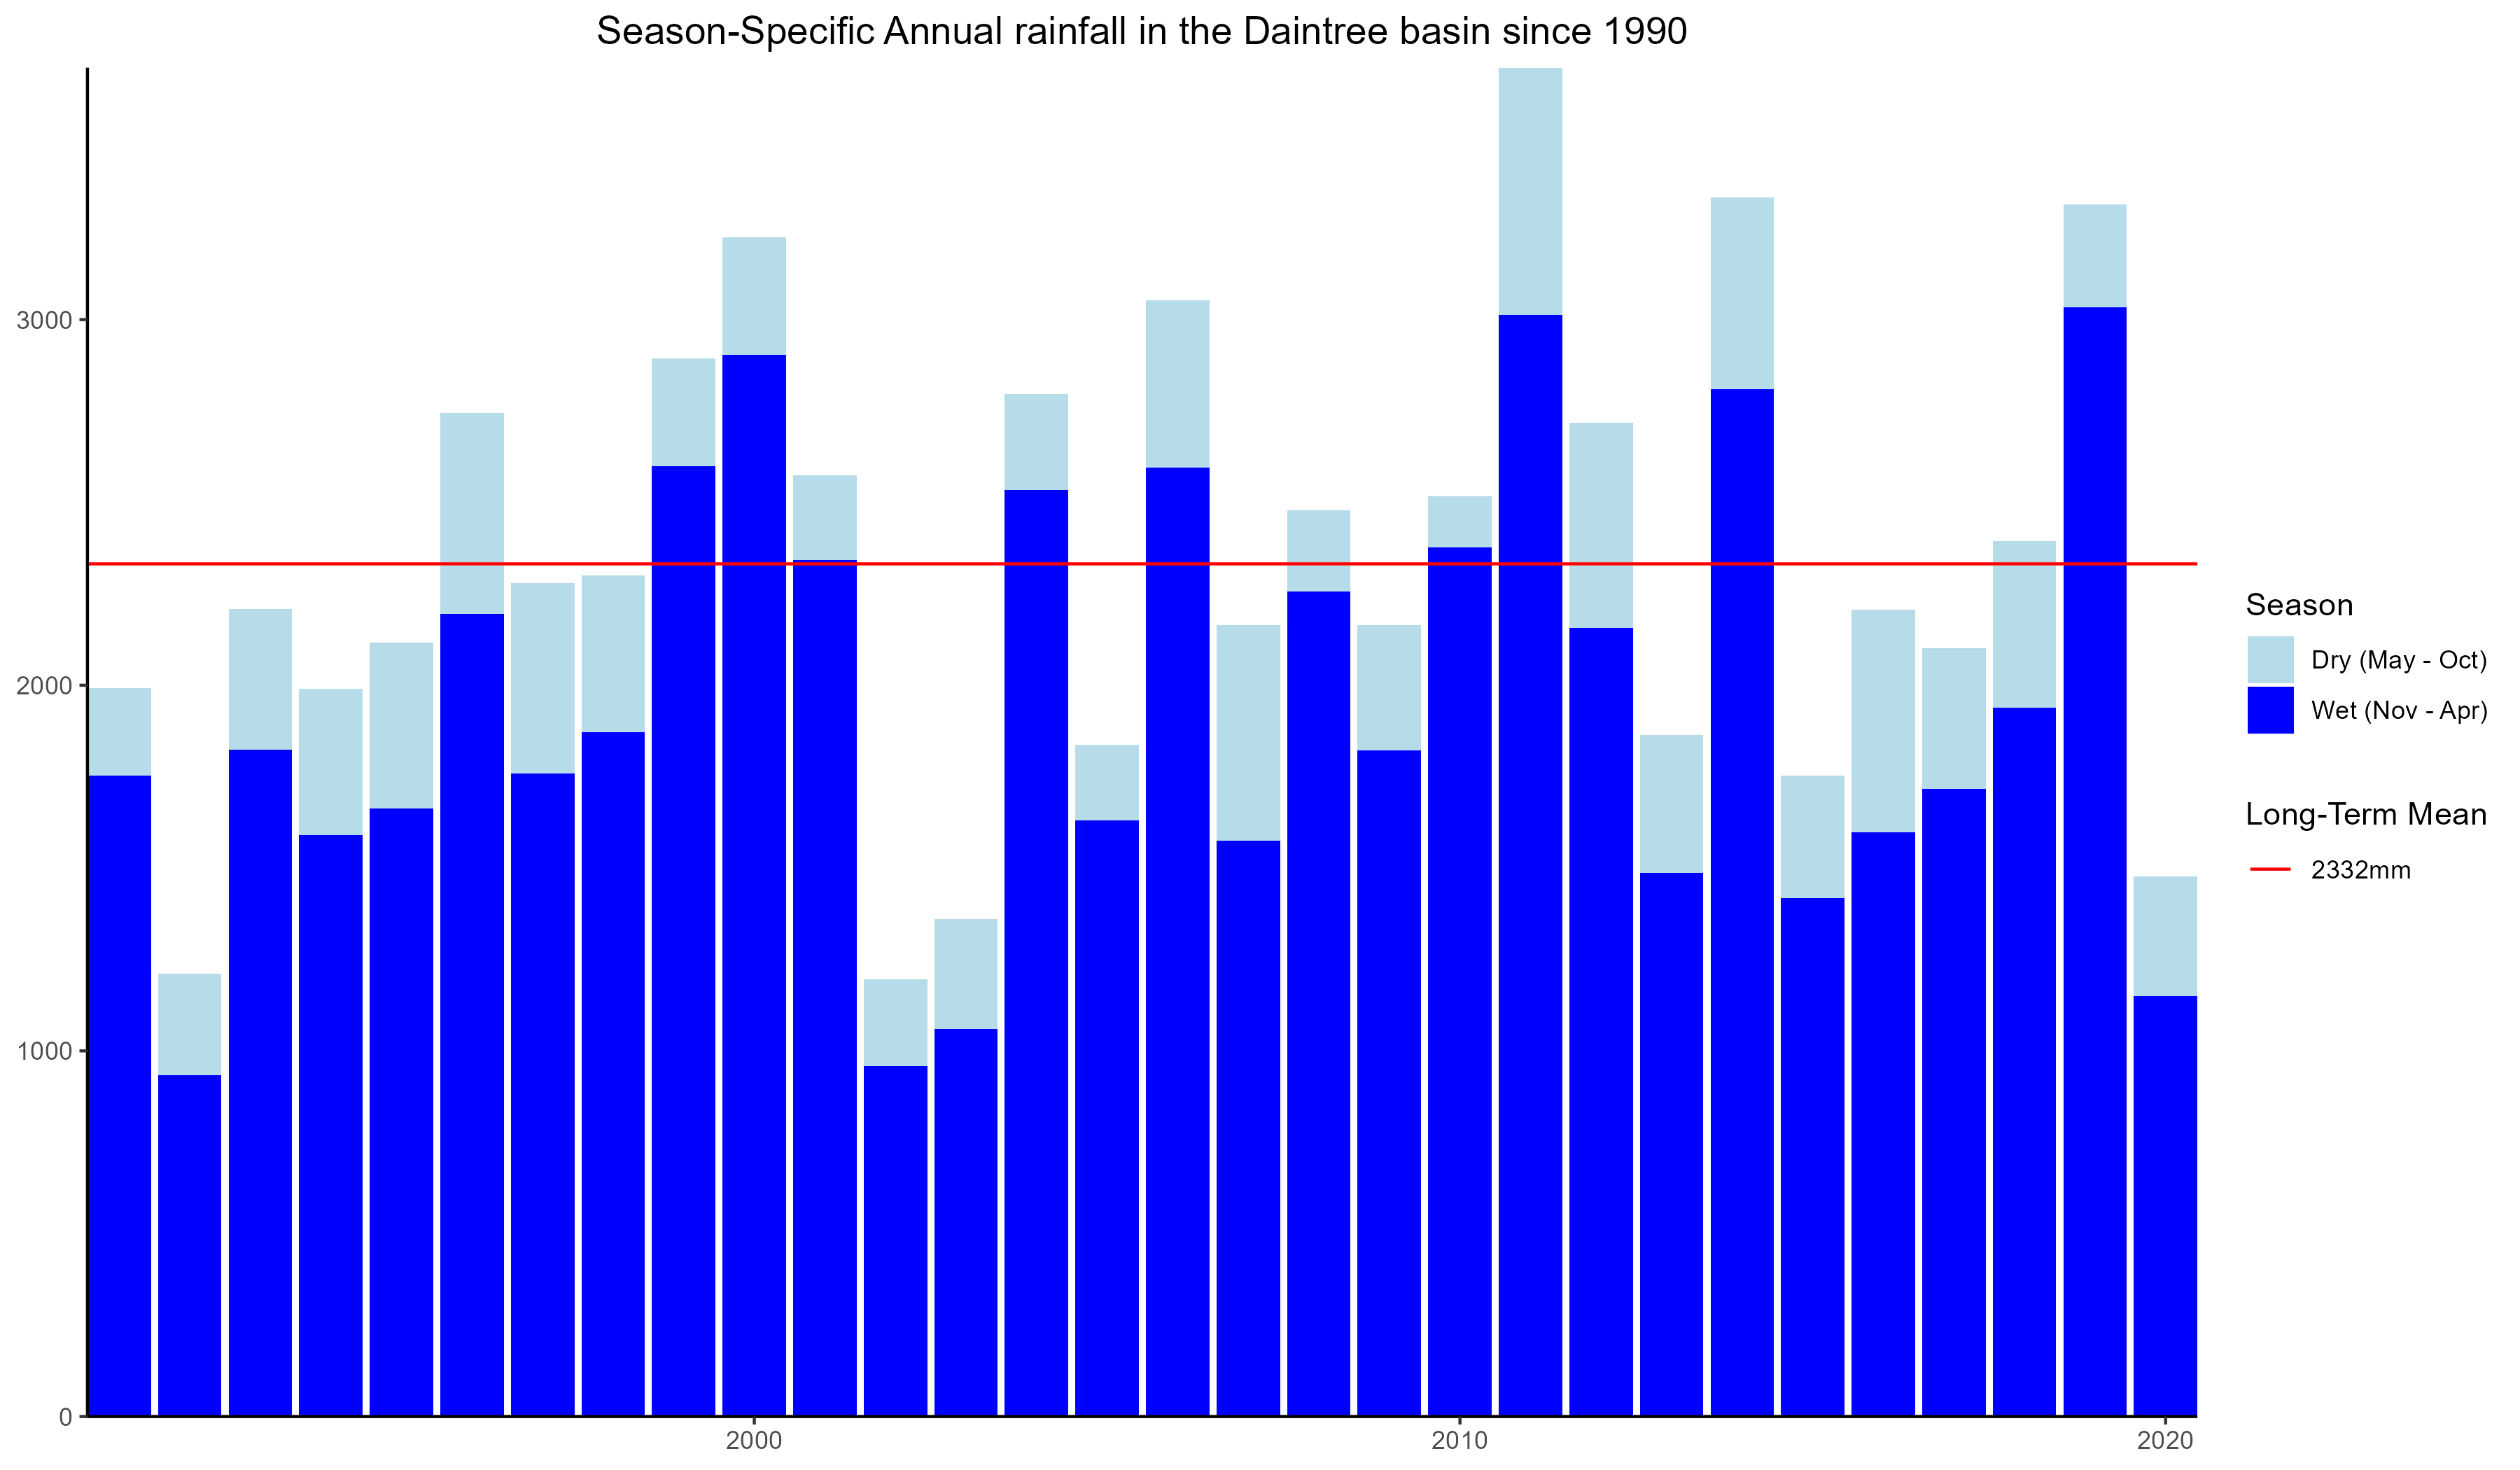 Season-Specific Annual rainfall in the Daintree basin since 1990
3000
2000
1000
0
2000
2010
2020
Season
Dry (May - Oct)
Wet (Nov - Apr)
Long-Term Mean
2332mm